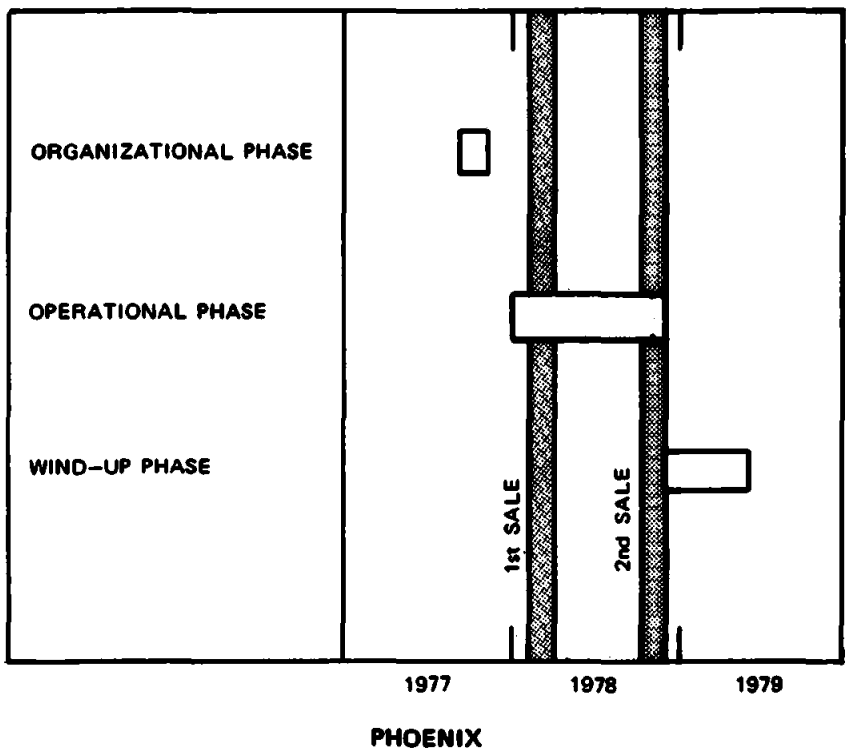 ORGANIZATIONAL PHASE
OPERATIONAL PHASE
WIND-UP PHASE
1st SALE
2nd SALE
1977
1978
1979
PHOENIX